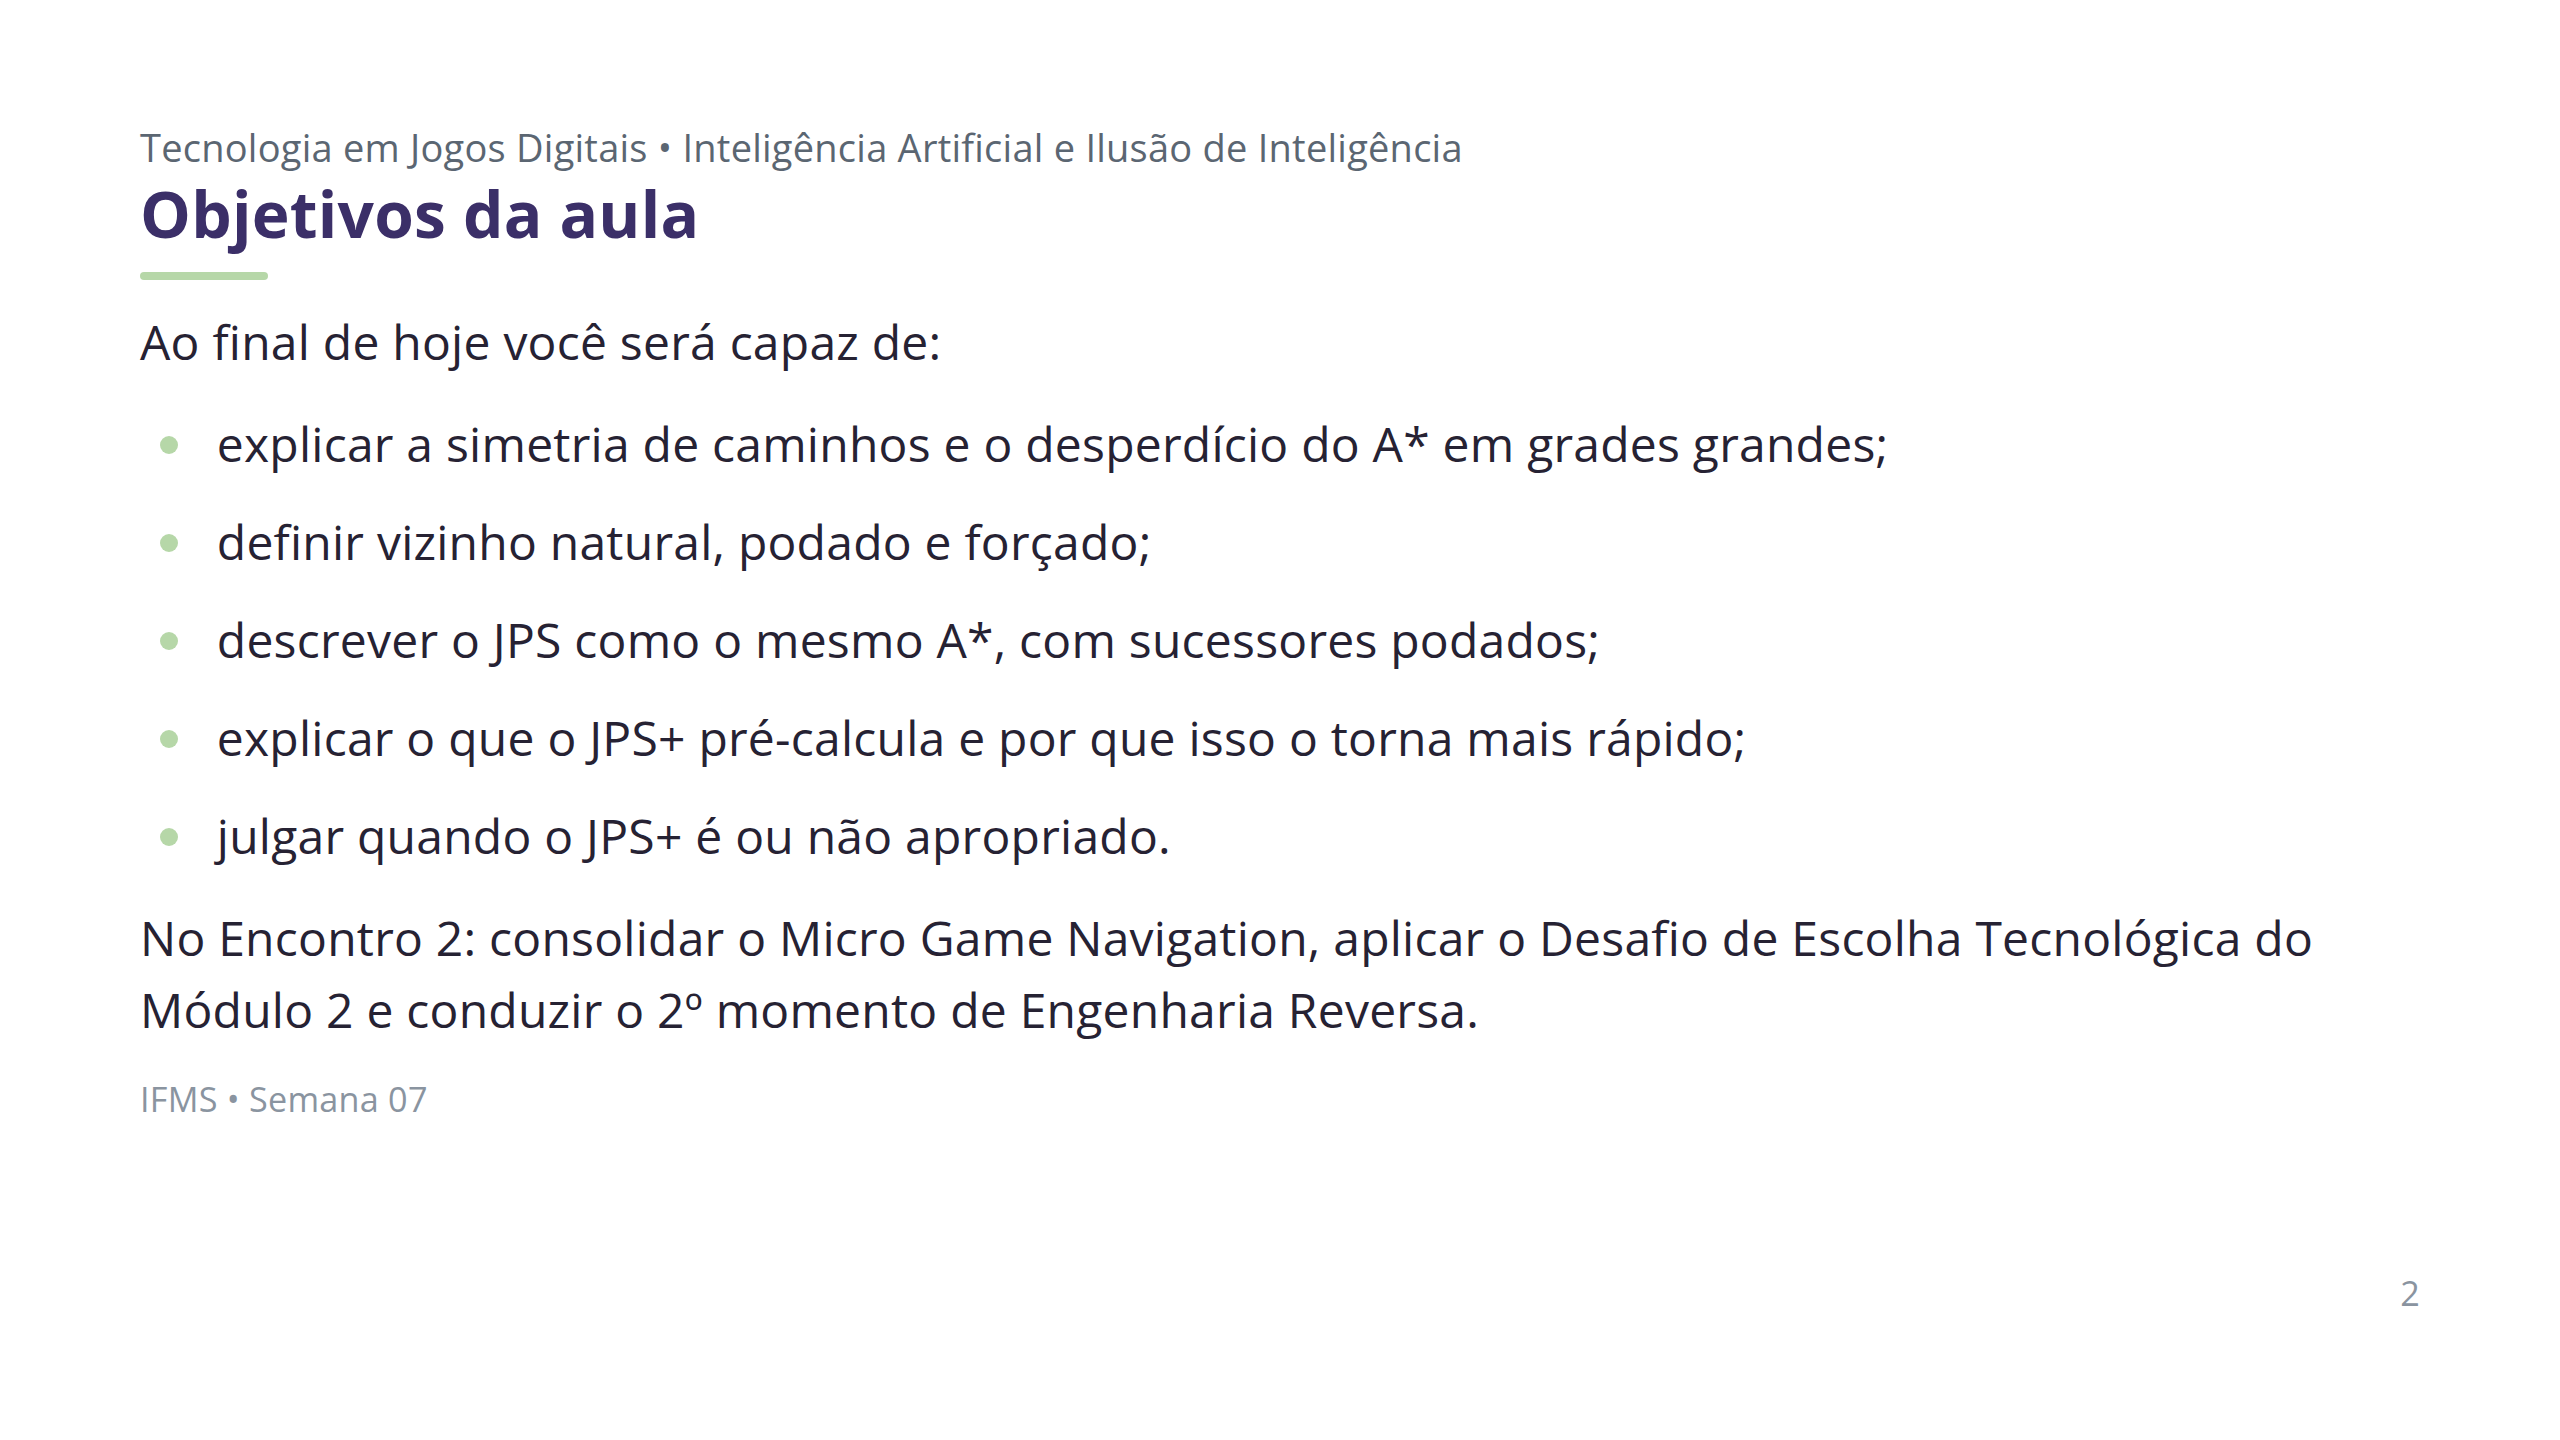 Tecnologia em Jogos Digitais • Inteligência Artificial e Ilusão de Inteligência
Objetivos da aula
Ao final de hoje você será capaz de:
• explicar a simetria de caminhos e o desperdício do A* em grades grandes;
• definir vizinho natural, podado e forçado;
• descrever o JPS como o mesmo A*, com sucessores podados;
• explicar o que o JPS+ pré-calcula e por que isso o torna mais rápido;
• julgar quando o JPS+ é ou não apropriado.
No Encontro 2: consolidar o Micro Game Navigation, aplicar o Desafio de Escolha Tecnológica do
Módulo 2 e conduzir o 2º momento de Engenharia Reversa.
IFMS • Semana 07
2